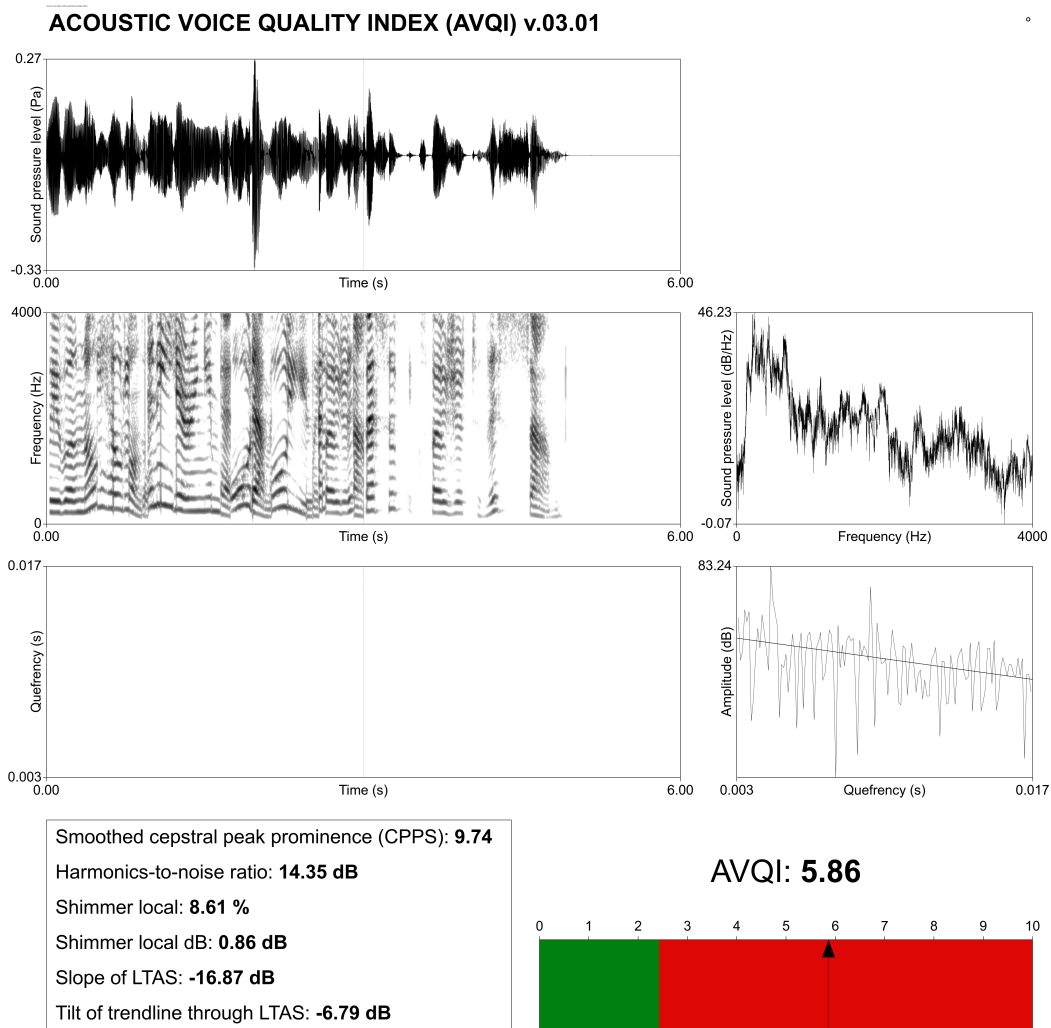 ACOUSTIC VOICE QUALITY INDEX (AVQI) v.03.01
0.27
Sound pressure level (Pa)
-0.33
0.00
Time (s)
6.00
4000
Frequency (Hz)
0
0.00
Time (s)
6.00
46.23
Sound pressure level (dB/Hz)
-0.07
0
Frequency (Hz)
4000
0.017
Quefrency (s)
0.003
0.00
Time (s)
6.00
83.24
Amplitude (dB)
0.003
Quefrency (s)
0.017
Smoothed cepstral peak prominence (CPPS): 9.74
Harmonics-to-noise ratio: 14.35 dB
Shimmer local: 8.61 %
Shimmer local dB: 0.86 dB
Slope of LTAS: -16.87 dB
Tilt of trendline through LTAS: -6.79 dB
AVQI: 5.86
0 1 2 3 4 5 6 7 8 9 10